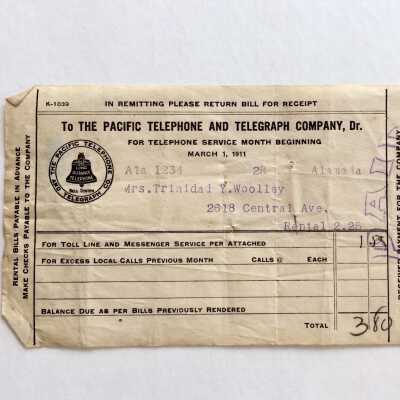 K-1039 IN REMITTING PLEASE RETURN BILL FOR RECEIPT
To THE PACIFIC TELEPHONE AND TELEGRAPH COMPANY, Dr.
FOR TELEPHONE SERVICE MONTH BEGINNING
MARCH 1, 1911
RENTAL BILLS PAYABLE IN ADVANCE
MAKE CHECKS PAYABLE TO THE COMPANY
THE PACIFIC TELEPHONE AND TELEGRAPH CO.
BELL SYSTEM
Ala 1234 2R Alameda
Mrs.Trinidad Y.Woolley
2618 Central Ave.
Rental 2.25
FOR TOLL LINE AND MESSENGER SERVICE PER ATTACHED
FOR EXCESS LOCAL CALLS PREVIOUS MONTH CALLS @ EACH
BALANCE DUE AS PER BILLS PREVIOUSLY RENDERED
TOTAL 3 80